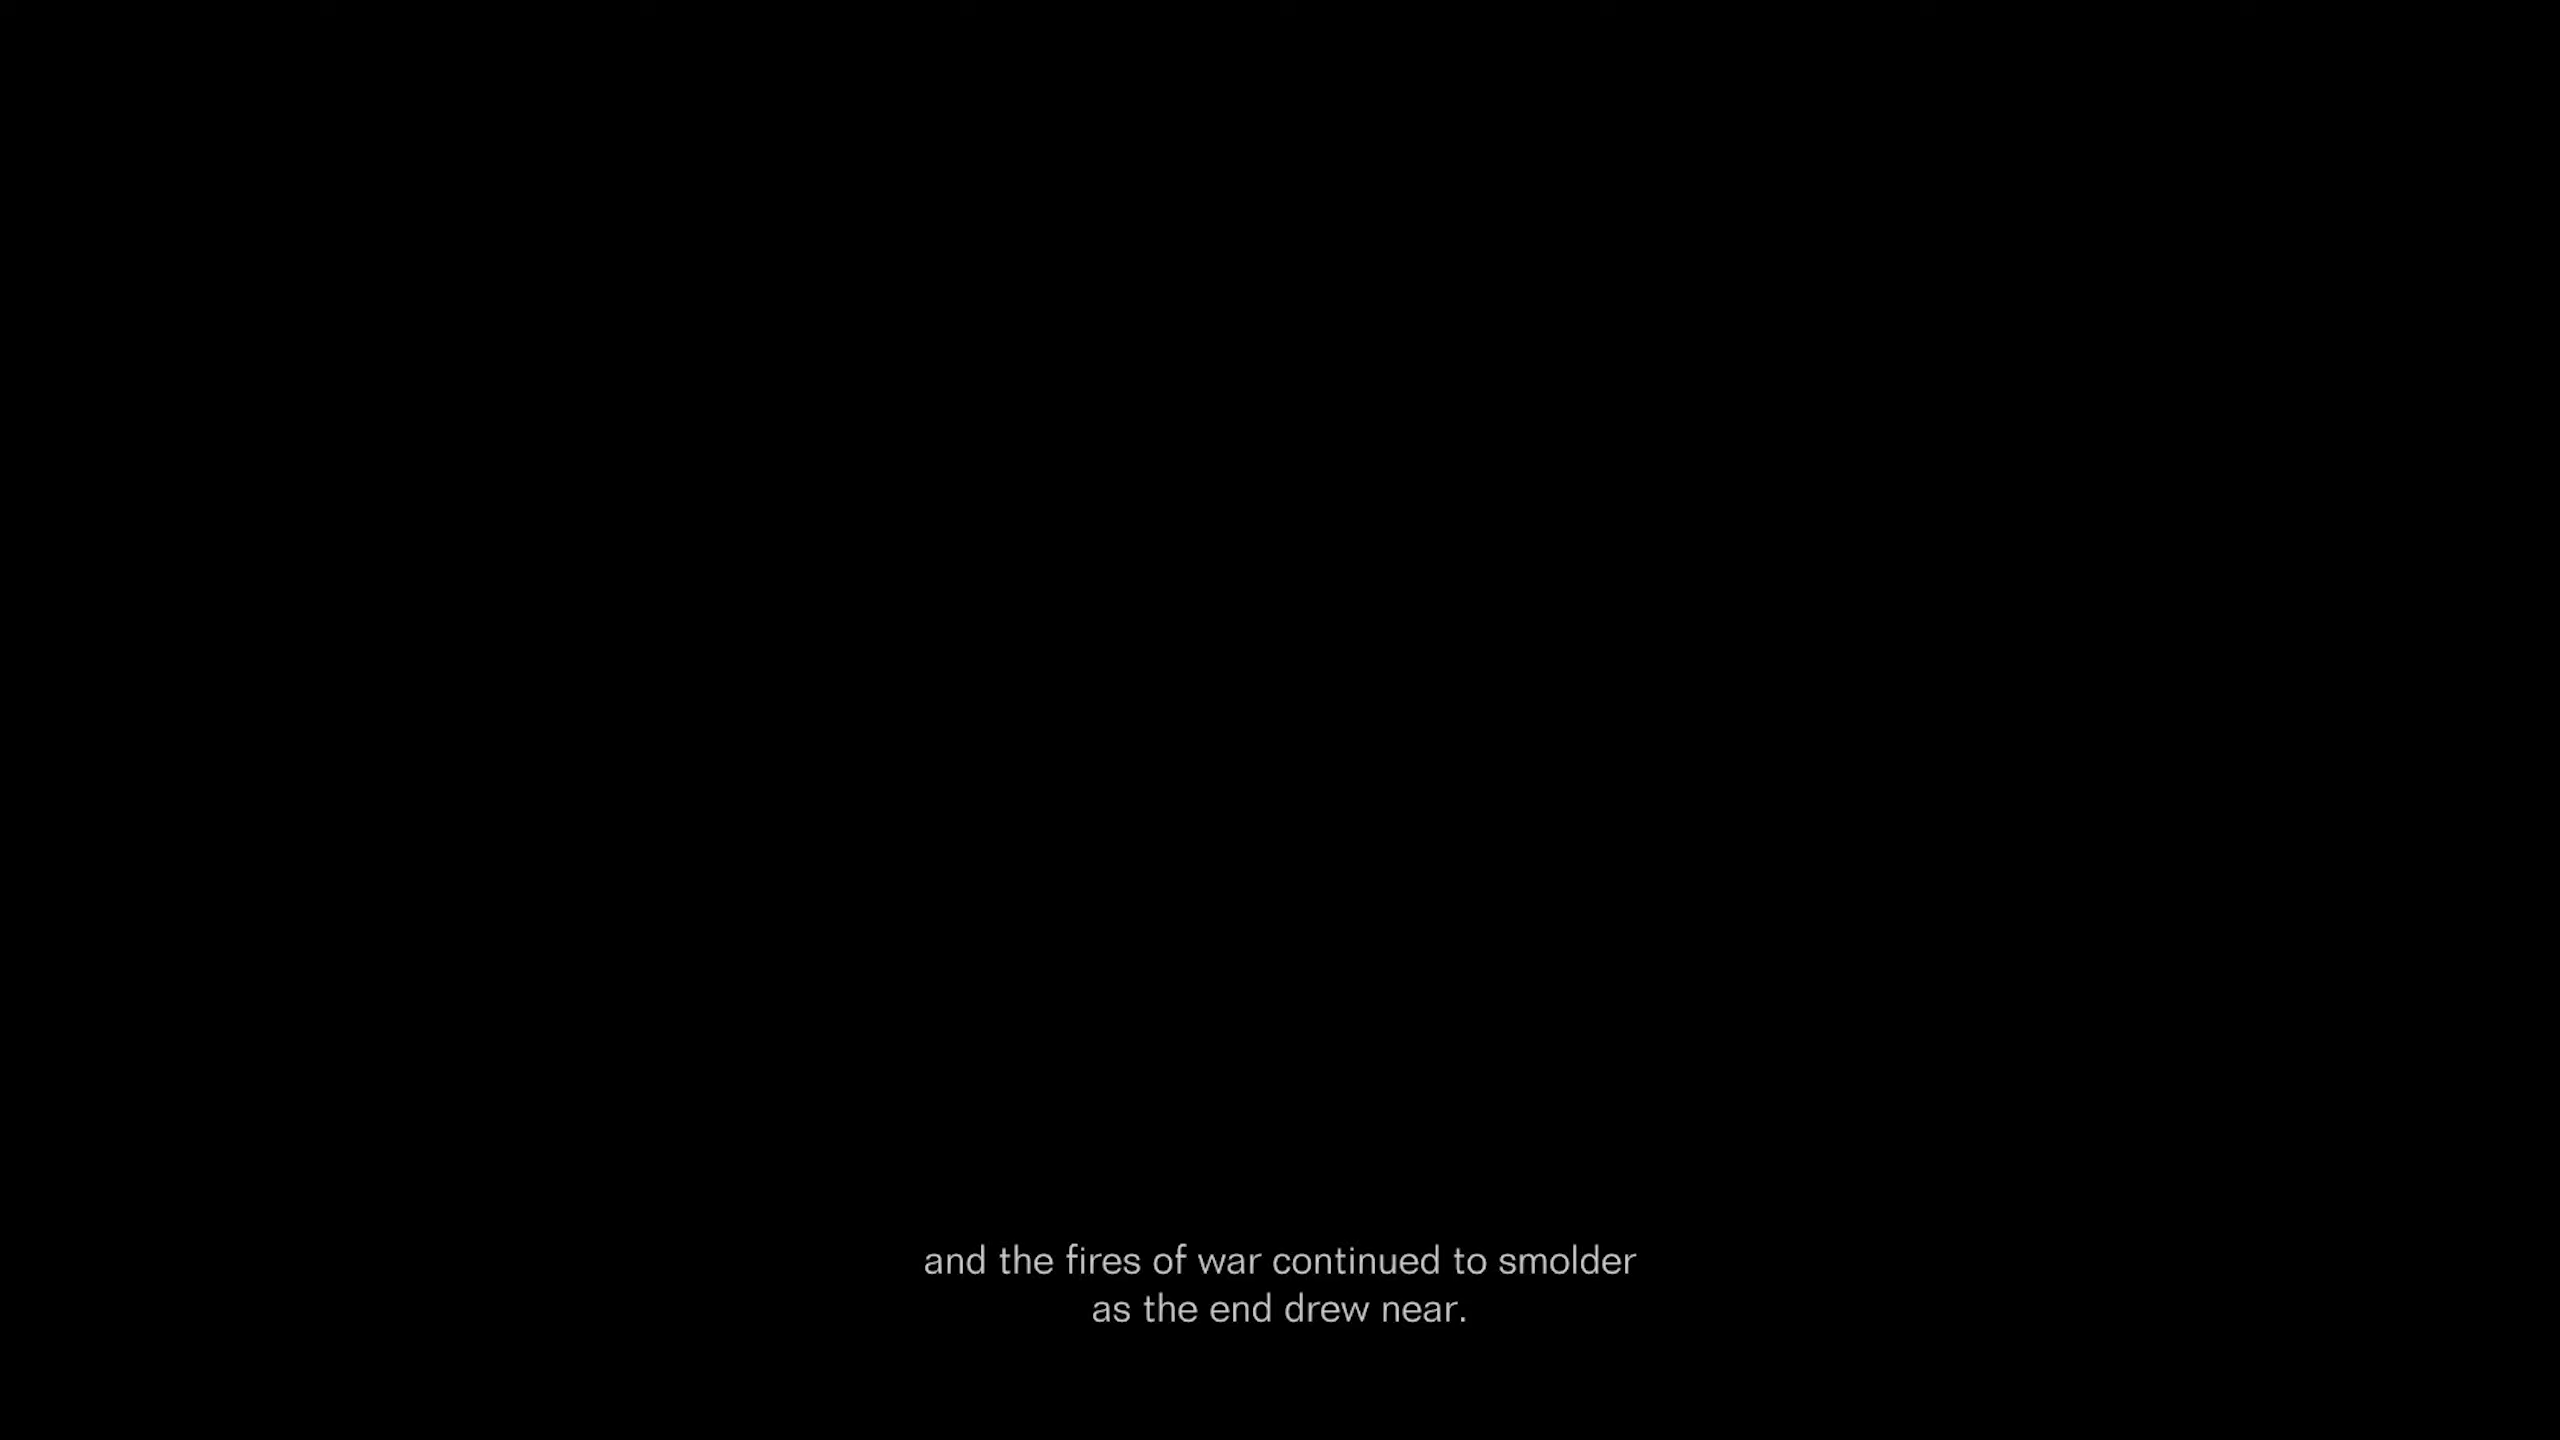 and the fires of war continued to smolder
as the end drew near.